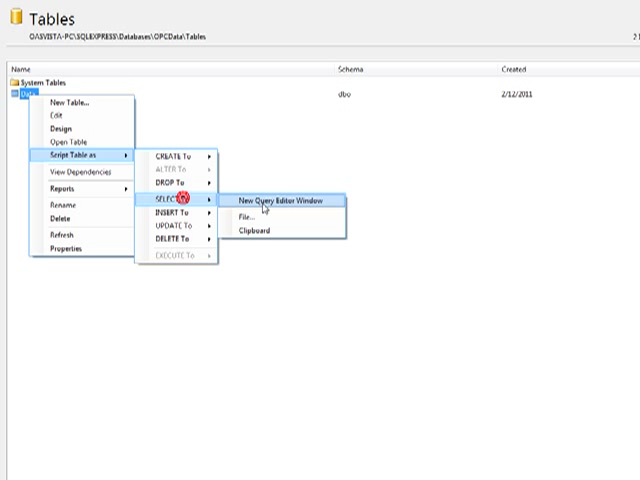 Tables
OASVISTA-PC\SQLEXPRESS\Databases\OPCData\Tables
Name Schema Created
System Tables
dbo 2/12/2011
New Table...
Edit
Design
Open Table
Script Table as
View Dependencies
Reports
Rename
Delete
Refresh
Properties
CREATE To
ALTER To
DROP To
INSERT To
UPDATE To
DELETE To
EXECUTE To
New Query Editor Window
File...
Clipboard